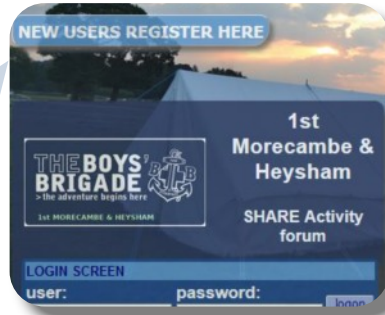 NEW USERS REGISTER HERE
1st
Morecambe &
Heysham
THE BOYS'
BRIGADE
B B
>the adventure begins here
1st MORECAMBE & HEYSHAM
SHARE Activity
forum
LOGIN SCREEN
user: password:
logon